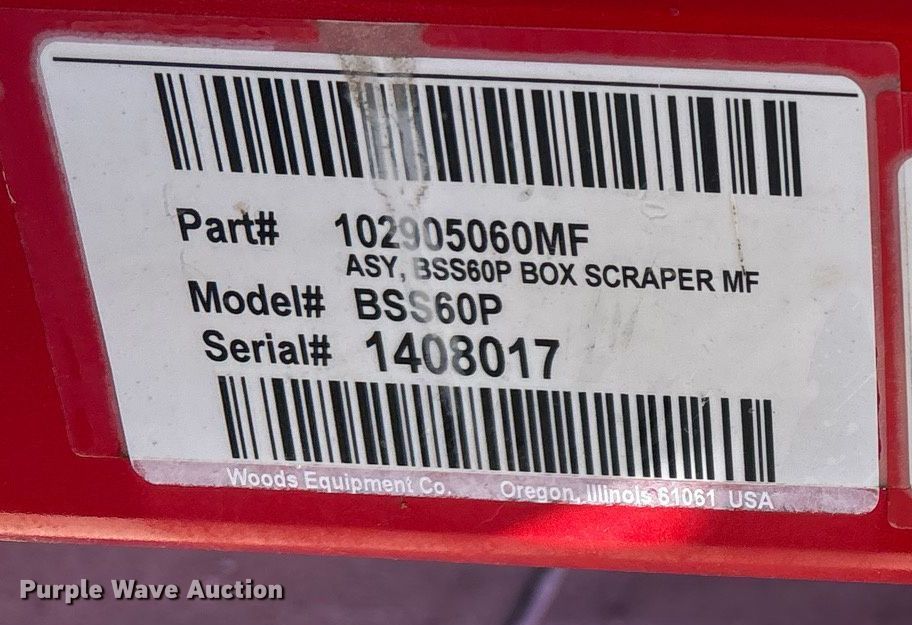 Part# 102905060MF
ASY, BSS60P BOX SCRAPER MF
Model# BSS60P
Serial# 1408017
Woods Equipment Co. Oregon, Illinois 61061 USA
Purple Wave Auction